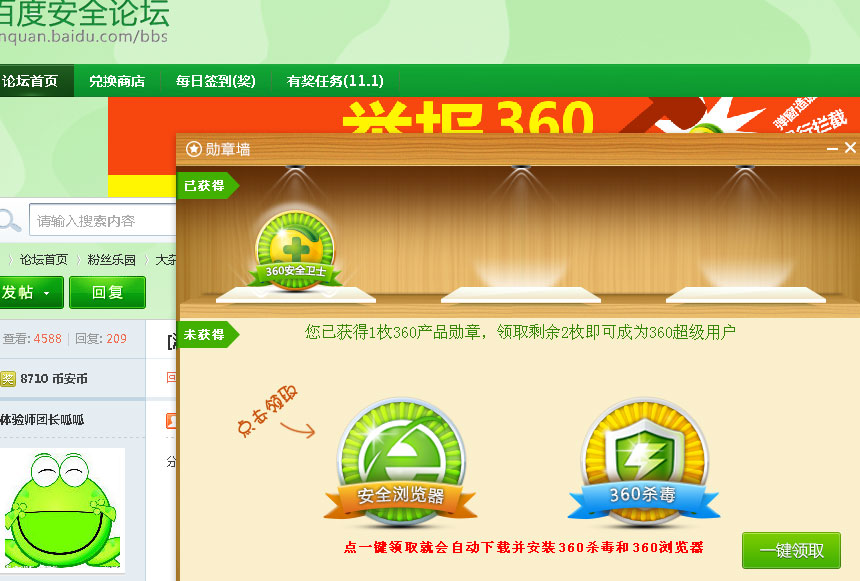 百度安全论坛
nquan.baidu.com/bbs
论坛首页 兑换商店 每日签到(奖) 有奖任务(11.1)
举报360
勋章墙
已获得
请输入搜索内容
360安全卫士
论坛首页 粉丝乐园 大杂
发帖 回复
未获得
您已获得1枚360产品勋章，领取剩余2枚即可成为360超级用户
查看: 4588 回复: 209
奖 8710 币安币
点击领取
体验师团长呱呱
安全浏览器
360杀毒
点一键领取就会自动下载并安装360杀毒和360浏览器
一键领取